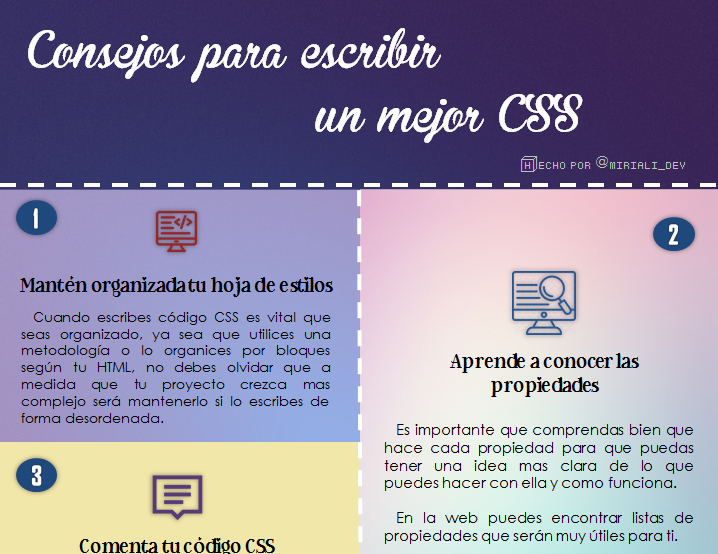 Consejos para escribir
un mejor CSS
HECHO POR @MIRIALI_DEV
1
</>
Mantén organizada tu hoja de estilos
Cuando escribes código CSS es vital que
seas organizado, ya sea que utilices una
metodología o lo organices por bloques
según tu HTML, no debes olvidar que a
medida que tu proyecto crezca mas
complejo será mantenerlo si lo escribes de
forma desordenada.
2
Aprende a conocer las
propiedades
Es importante que comprendas bien que
hace cada propiedad para que puedas
tener una idea mas clara de lo que
puedes hacer con ella y como funciona.
En la web puedes encontrar listas de
propiedades que serán muy útiles para ti.
3
Comenta tu código CSS